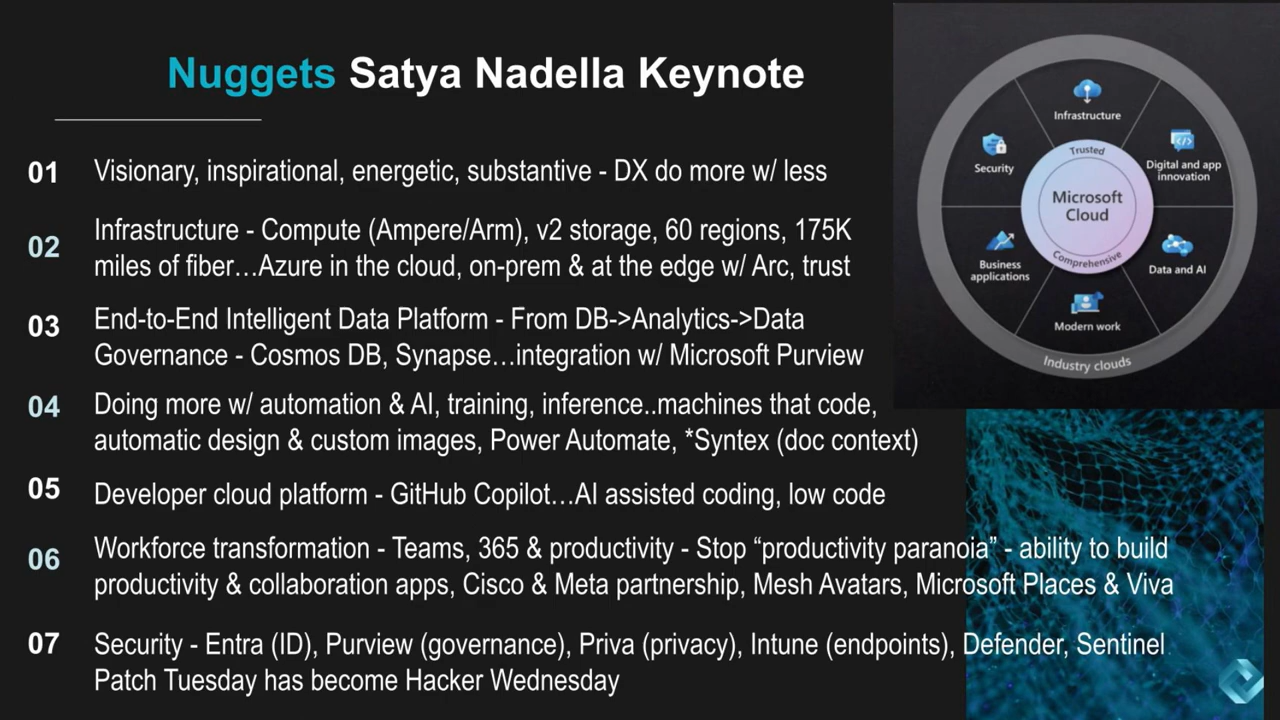 Nuggets Satya Nadella Keynote
01
Visionary, inspirational, energetic, substantive - DX do more w/ less
02
Infrastructure - Compute (Ampere/Arm), v2 storage, 60 regions, 175K
miles of fiber…Azure in the cloud, on-prem & at the edge w/ Arc, trust
03
End-to-End Intelligent Data Platform - From DB->Analytics->Data
Governance - Cosmos DB, Synapse…integration w/ Microsoft Purview
04
Doing more w/ automation & AI, training, inference..machines that code,
automatic design & custom images, Power Automate, *Syntex (doc context)
05
Developer cloud platform - GitHub Copilot…AI assisted coding, low code
06
Workforce transformation - Teams, 365 & productivity - Stop “productivity paranoia” - ability to build
productivity & collaboration apps, Cisco & Meta partnership, Mesh Avatars, Microsoft Places & Viva
07
Security - Entra (ID), Purview (governance), Priva (privacy), Intune (endpoints), Defender, Sentinel
Patch Tuesday has become Hacker Wednesday
Infrastructure
Security
Trusted
Digital and app
innovation
Microsoft
Cloud
Comprehensive
Business
applications
Data and AI
Modern work
Industry clouds